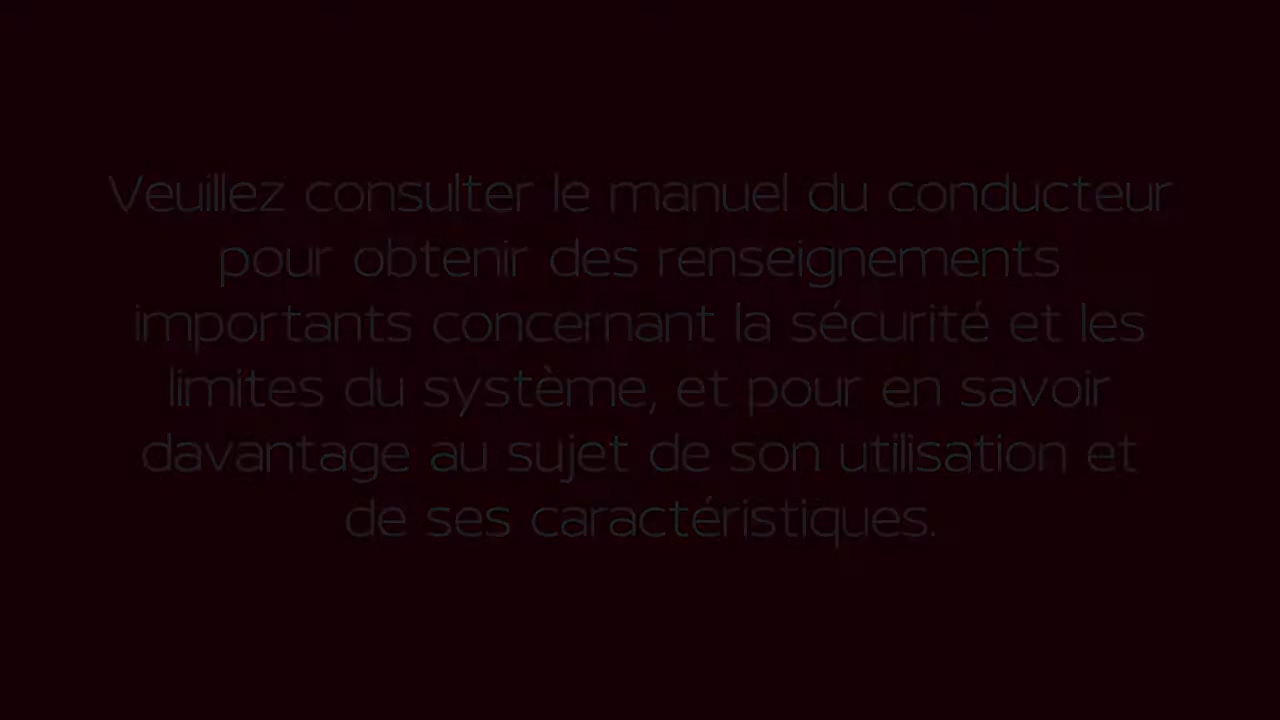 Veuillez consulter le manuel du conducteur
pour obtenir des renseignements
importants concernant la sécurité et les
limites du système, et pour en savoir
davantage au sujet de son utilisation et
de ses caractéristiques.